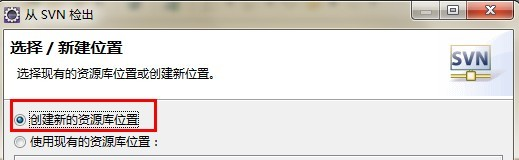 从 SVN 检出
选择 / 新建位置
选择现有的资源库位置或创建新位置。
SVN
创建新的资源库位置
使用现有的资源库位置：